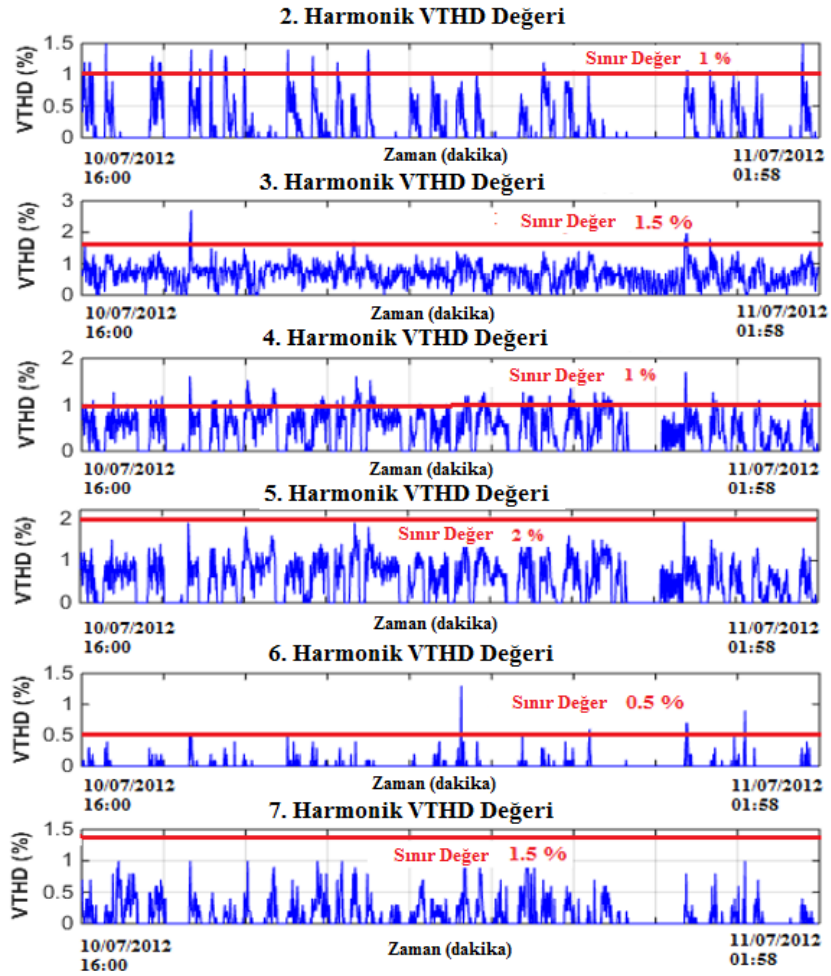 2. Harmonik VTHD Değeri
1.5
1
0.5
0
VTHD (%)
Sınır Değer 1 %
10/07/2012
16:00
Zaman (dakika)
11/07/2012
01:58
3. Harmonik VTHD Değeri
3
2
1
0
VTHD (%)
Sınır Değer 1.5 %
10/07/2012
16:00
Zaman (dakika)
11/07/2012
01:58
4. Harmonik VTHD Değeri
2
1
0
VTHD (%)
Sınır Değer 1 %
10/07/2012
16:00
Zaman (dakika)
11/07/2012
01:58
5. Harmonik VTHD Değeri
2
1
0
VTHD (%)
Sınır Değer 2 %
10/07/2012
16:00
Zaman (dakika)
11/07/2012
01:58
6. Harmonik VTHD Değeri
1.5
1
0.5
0
VTHD (%)
Sınır Değer 0.5 %
10/07/2012
16:00
Zaman (dakika)
11/07/2012
01:58
7. Harmonik VTHD Değeri
1.5
1
0.5
0
VTHD (%)
Sınır Değer 1.5 %
10/07/2012
16:00
Zaman (dakika)
11/07/2012
01:58